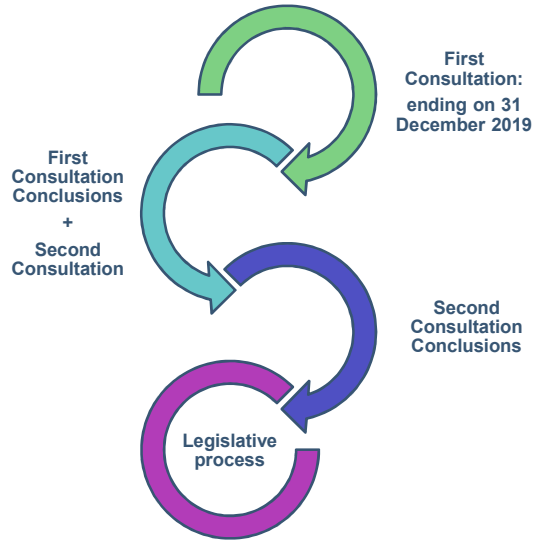 First
Consultation:
ending on 31
December 2019
First
Consultation
Conclusions
+
Second
Consultation
Second
Consultation
Conclusions
Legislative
process